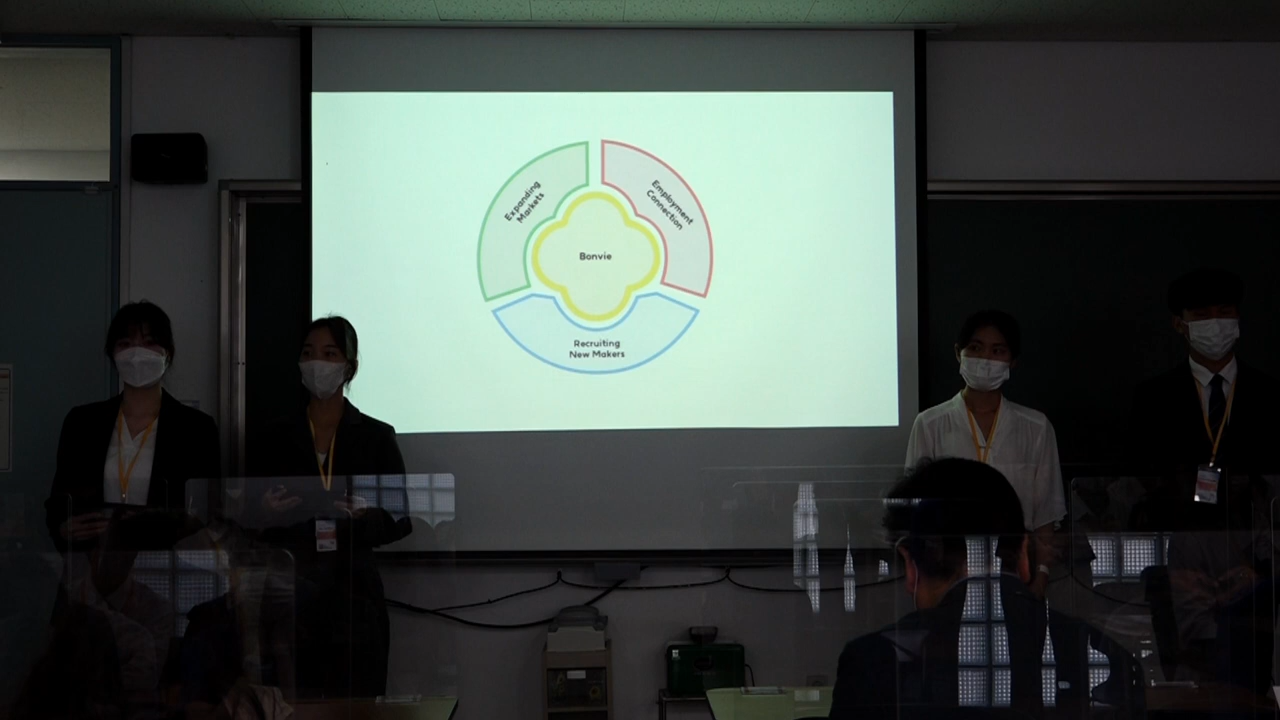 Expanding
Markets
Employment
Connection
Bonvie
Recruiting
New Makers